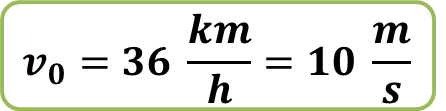 v₀ = 36 km/h = 10 m/s